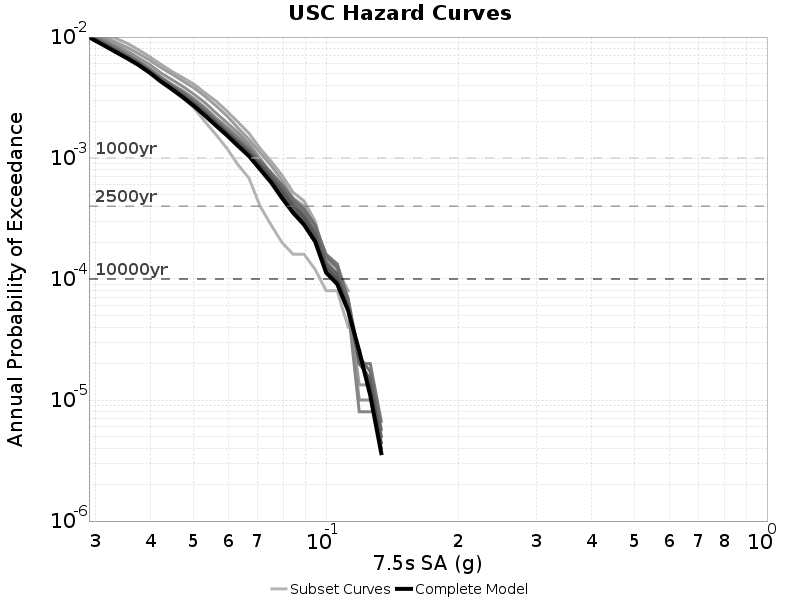 USC Hazard Curves
Annual Probability of Exceedance
10^-2
10^-3
10^-4
10^-5
10^-6
1000yr
2500yr
10000yr
3 4 5 6 7 10^-1 2 3 4 5 6 7 8 10^0
7.5s SA (g)
Subset Curves Complete Model